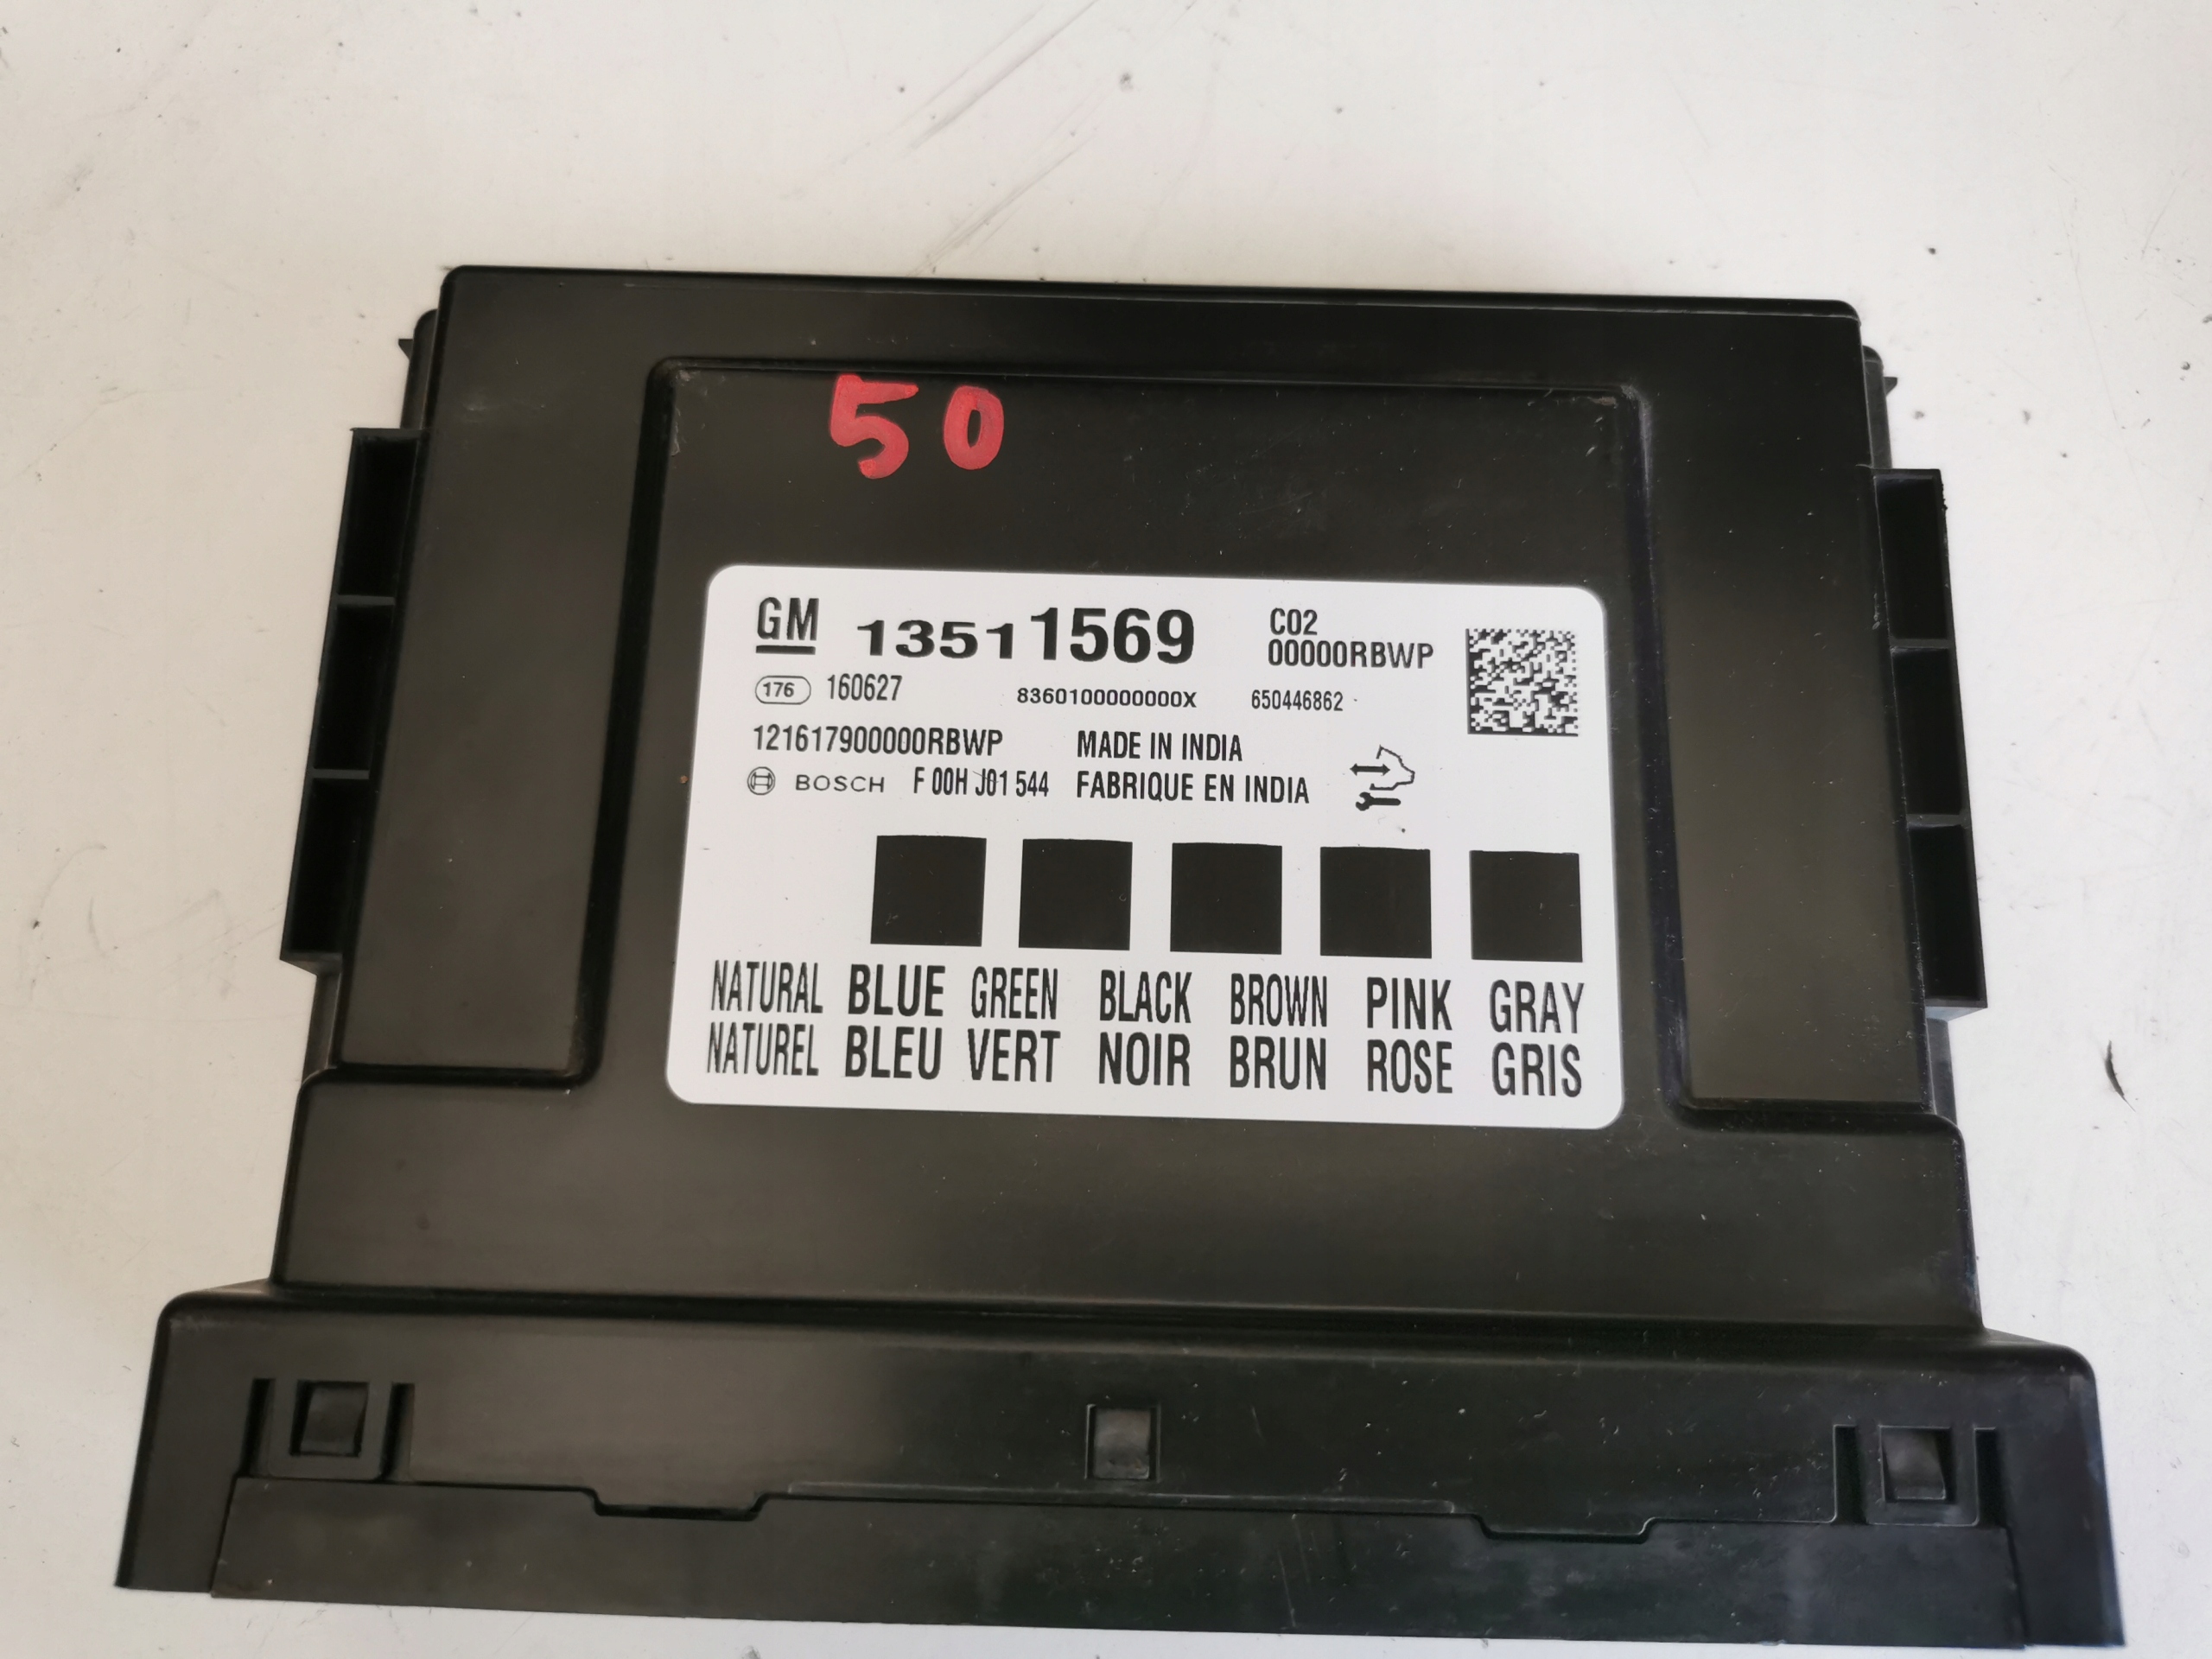 50
GM 13511569 C02
00000RBWP
176 160627 8360100000000X 650446862
121617900000RBWP MADE IN INDIA
BOSCH F 00H J01 544 FABRIQUE EN INDIA
NATURAL BLUE GREEN BLACK BROWN PINK GRAY
NATUREL BLEU VERT NOIR BRUN ROSE GRIS